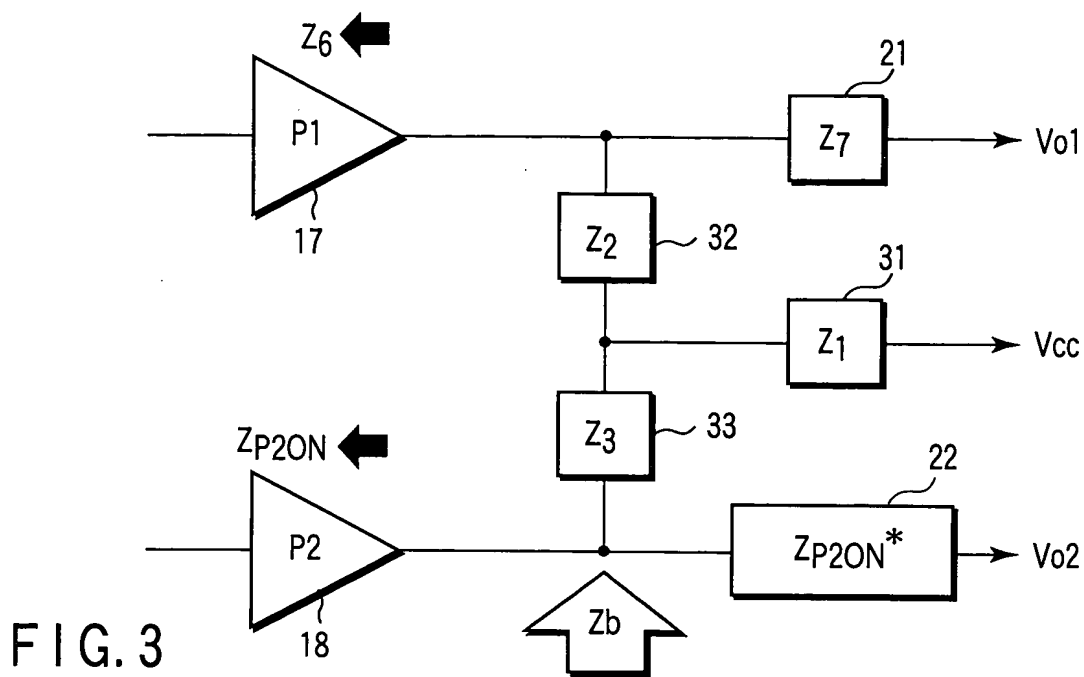 Z6
21
P1
Z7
Vo1
17
Z2
32
31
Z1
Vcc
ZP2ON
Z3
33
22
P2
ZP2ON*
Vo2
18
Zb
FIG. 3